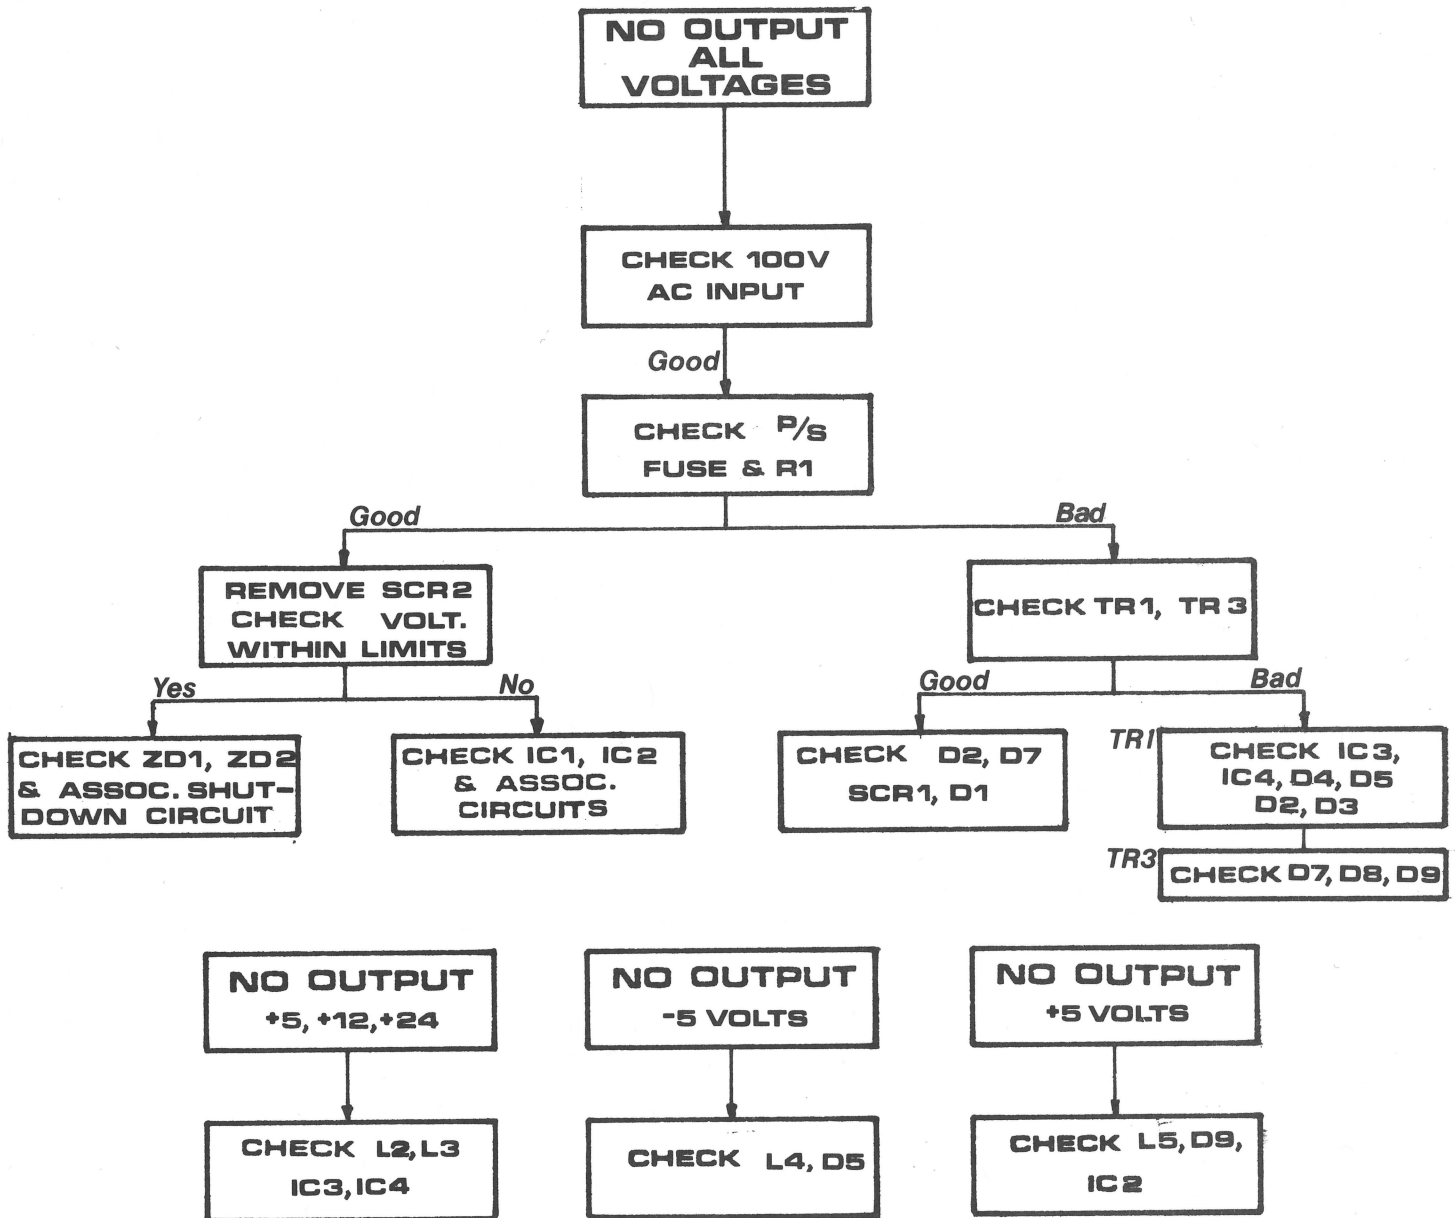 NO OUTPUT
ALL
VOLTAGES
CHECK 100V
AC INPUT
Good
CHECK P/S
FUSE & R1
Good
Bad
REMOVE SCR2
CHECK VOLT.
WITHIN LIMITS
CHECK TR1, TR3
Yes
No
Good
Bad
CHECK ZD1, ZD2
& ASSOC. SHUT-
DOWN CIRCUIT
CHECK IC1, IC2
& ASSOC.
CIRCUITS
CHECK D2, D7
SCR1, D1
TR1
CHECK IC3,
IC4, D4, D5
D2, D3
TR3
CHECK D7, D8, D9
NO OUTPUT
+5, +12, +24
NO OUTPUT
-5 VOLTS
NO OUTPUT
+5 VOLTS
CHECK L2, L3
IC3, IC4
CHECK L4, D5
CHECK L5, D9,
IC2